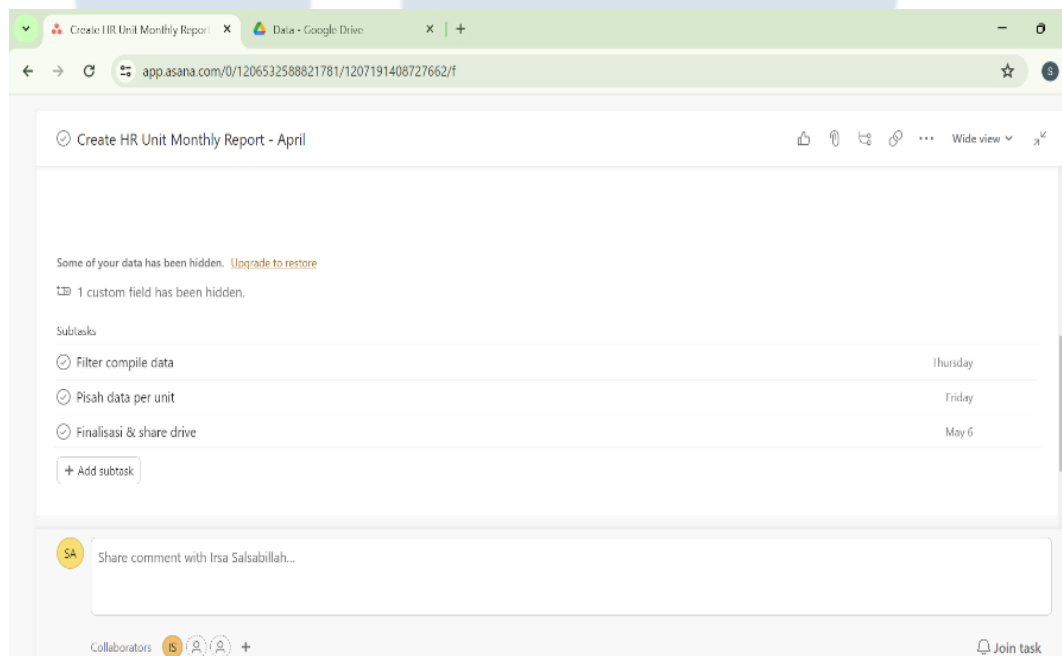 Create HR Unit Monthly Report
Data - Google Drive
app.asana.com/0/1206532588821781/1207191408727662/f
S
Create HR Unit Monthly Report - April
Wide view
Some of your data has been hidden. Upgrade to restore
1 custom field has been hidden.
Subtasks
Filter compile data
Thursday
Pisah data per unit
Friday
Finalisasi & share drive
May 6
+ Add subtask
SA
Share comment with Irsa Salsabillah...
Collaborators
IS
Join task